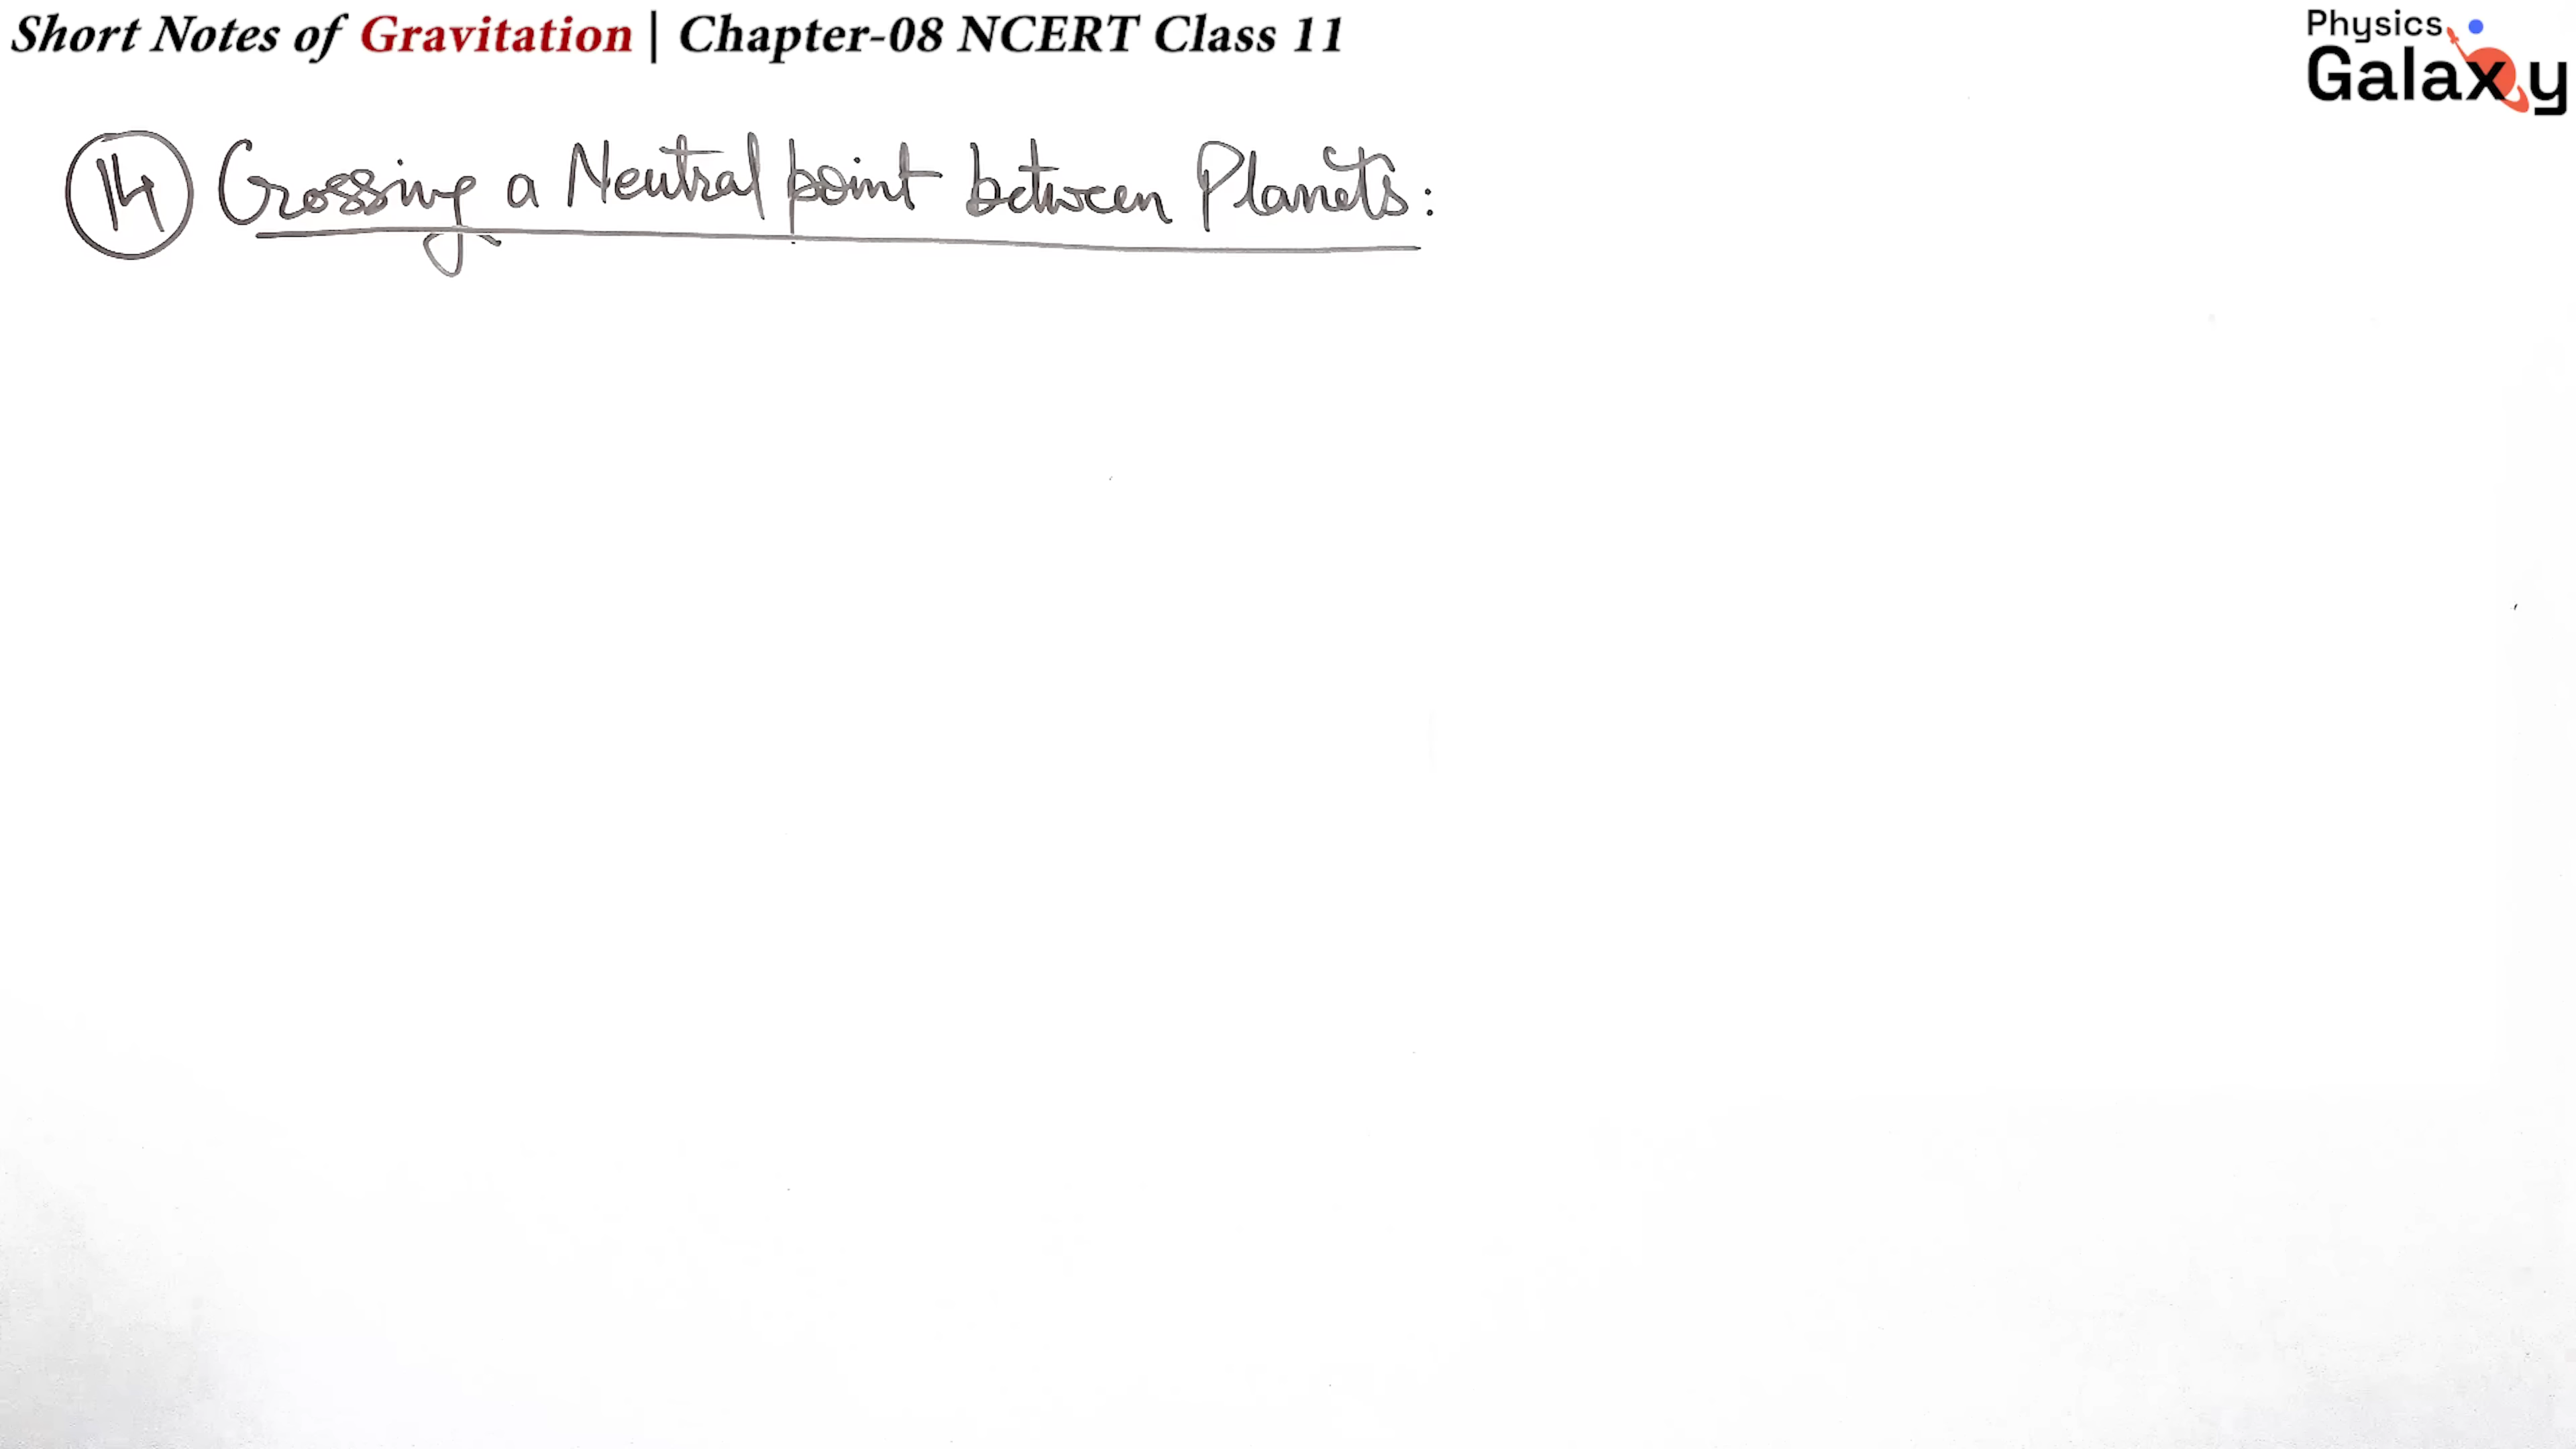 Short Notes of Gravitation | Chapter-08 NCERT Class 11
Physics
Galaxy
14 Crossing a Neutral point between Planets: